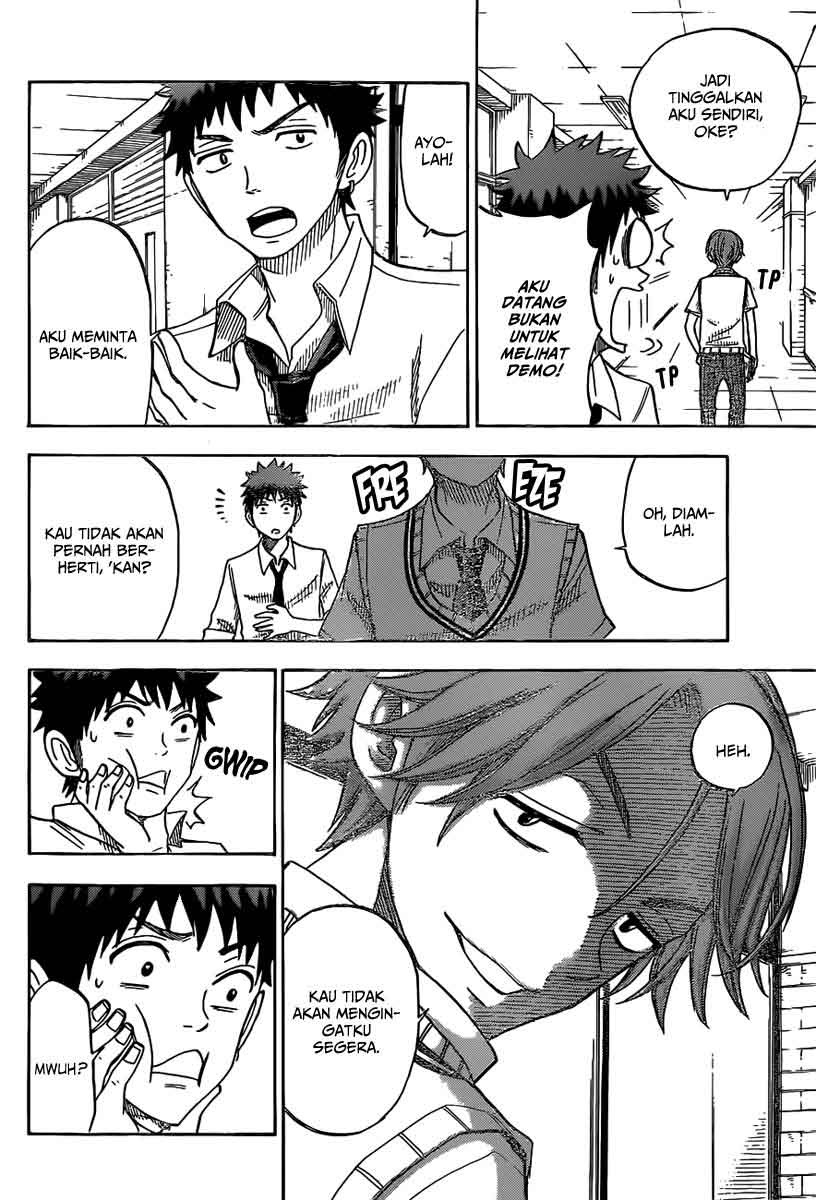 JADI
TINGGALKAN
AKU SENDIRI,
OKE?
TP
TP
AKU
DATANG
BUKAN
UNTUK
MELIHAT
DEMO!
AYO-
LAH!
AKU MEMINTA
BAIK-BAIK.
OH, DIAM-
LAH.
FRE
EZE
KAU TIDAK AKAN
PERNAH BER-
HERTI, 'KAN?
HEH.
KAU TIDAK
AKAN MENGIN-
GATKU
SEGERA.
GWIP
MWUH?